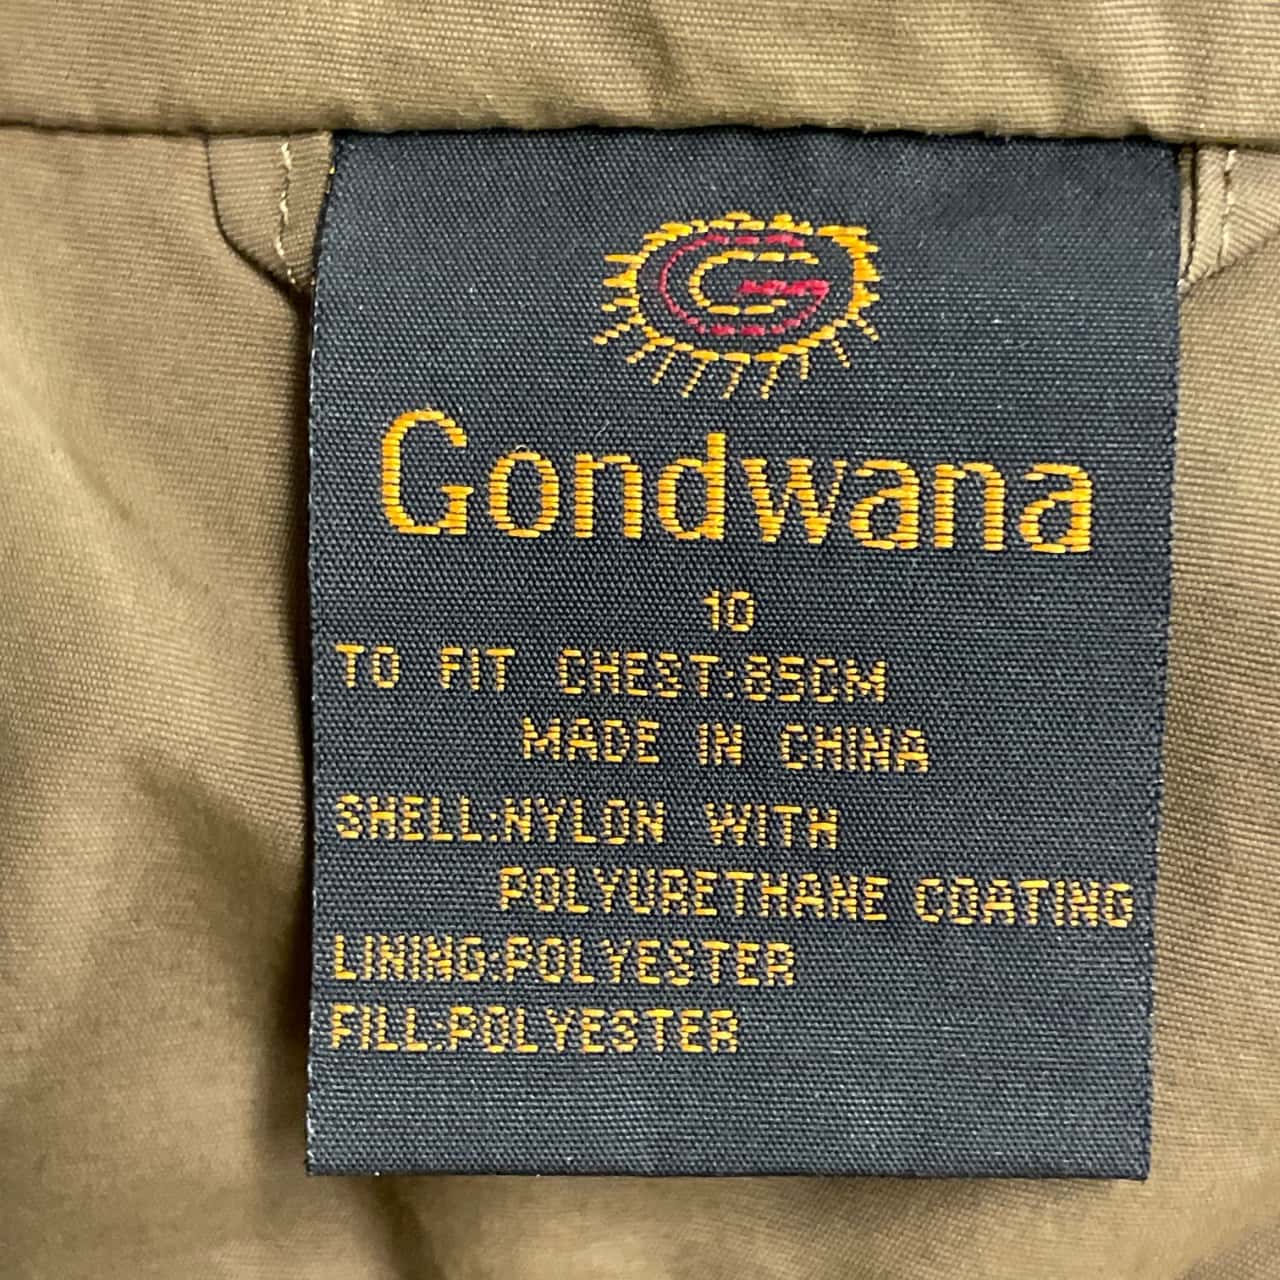 G
Gondwana
10
TO FIT CHEST:85CM
MADE IN CHINA
SHELL:NYLON WITH
POLYURETHANE COATING
LINING:POLYESTER
FILL:POLYESTER